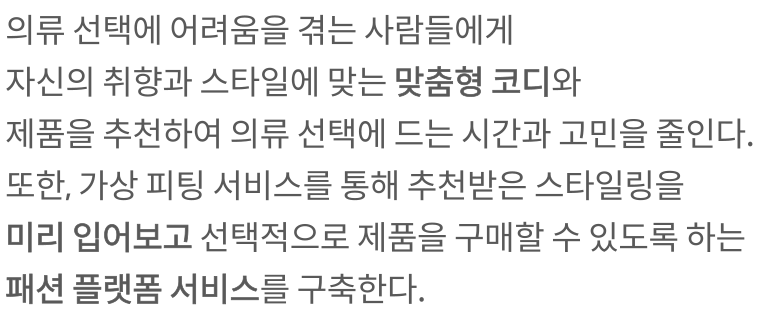 의류 선택에 어려움을 겪는 사람들에게
자신의 취향과 스타일에 맞는 맞춤형 코디와
제품을 추천하여 의류 선택에 드는 시간과 고민을 줄인다.
또한, 가상 피팅 서비스를 통해 추천받은 스타일링을
미리 입어보고 선택적으로 제품을 구매할 수 있도록 하는
패션 플랫폼 서비스를 구축한다.